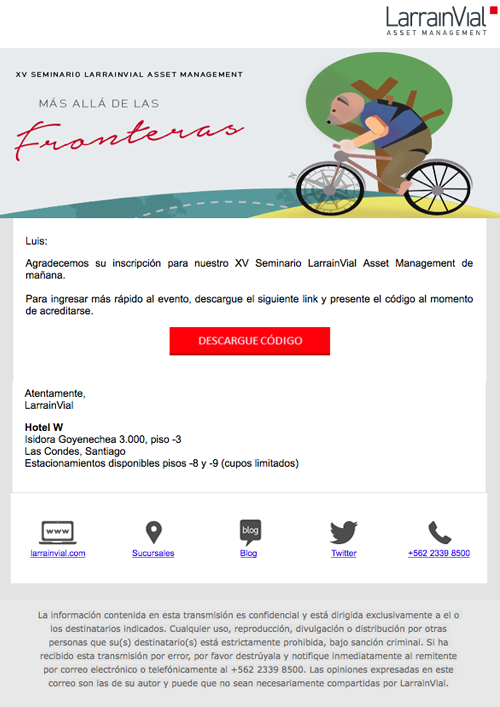 LarrainVial
ASSET MANAGEMENT
XV SEMINARIO LARRAINVIAL ASSET MANAGEMENT
MÁS ALLÁ DE LAS
Fronteras
N
Luis:
Agradecemos su inscripción para nuestro XV Seminario LarrainVial Asset Management de
mañana.
Para ingresar más rápido al evento, descargue el siguiente link y presente el código al momento
de acreditarse.
DESCARGUE CÓDIGO
Atentamente,
LarrainVial
Hotel W
Isidora Goyenechea 3.000, piso -3
Las Condes, Santiago
Estacionamientos disponibles pisos -8 y -9 (cupos limitados)
www
blog
larrainvial.com Sucursales Blog Twitter +562 2339 8500
La información contenida en esta transmisión es confidencial y está dirigida exclusivamente a el o
los destinatarios indicados. Cualquier uso, reproducción, divulgación o distribución por otras
personas que su(s) destinatario(s) está estrictamente prohibida, bajo sanción criminal. Si ha
recibido esta transmisión por error, por favor destrúyala y notifique inmediatamente al remitente
por correo electrónico o telefónicamente al +562 2339 8500. Las opiniones expresadas en este
correo son las de su autor y puede que no sean necesariamente compartidas por LarrainVial.